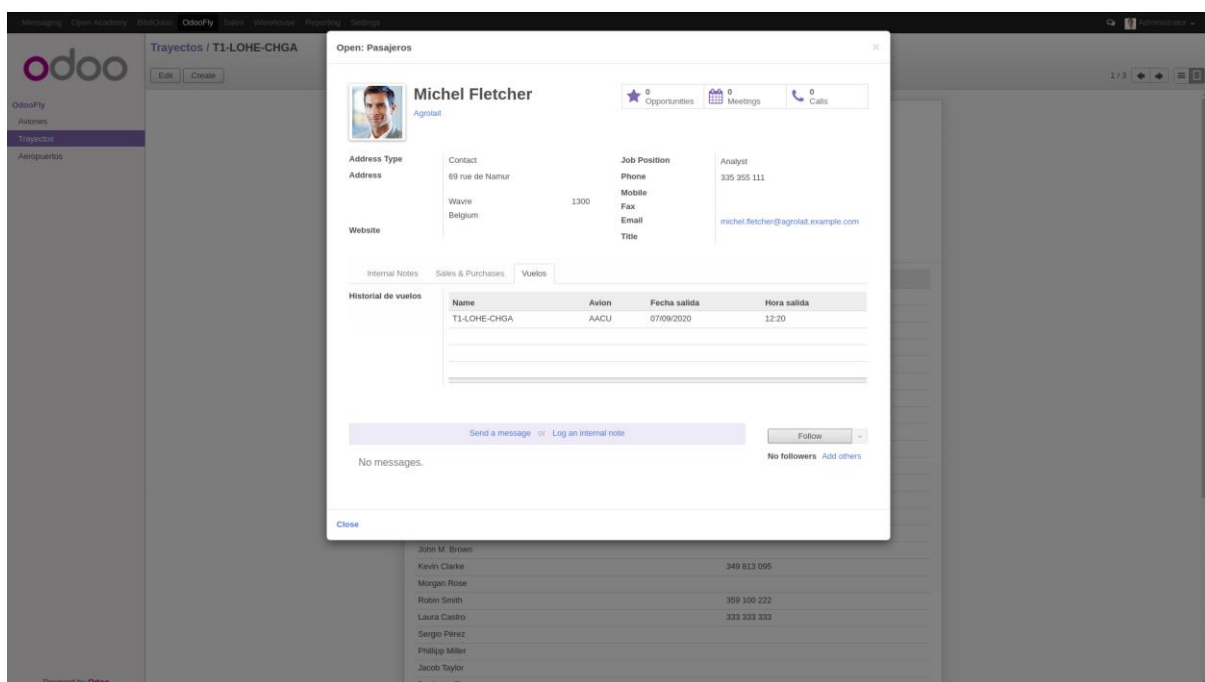 Messaging Open Academy BibliOdoo OdooFly Sales Warehouse Reporting Settings Administrator
odoo
Trayectos / T1-LOHE-CHGA
Edit Create
1 / 3
OdooFly
Aviones
Trayectos
Aeropuertos
Open: Pasajeros ×
Michel Fletcher
Agrolait
0 Opportunities
0 Meetings
0 Calls
Address Type Contact
Address 69 rue de Namur
Wavre 1300
Belgium
Website
Job Position Analyst
Phone 335 355 111
Mobile
Fax
Email michel.fletcher@agrolait.example.com
Title
Internal Notes Sales & Purchases Vuelos
Historial de vuelos
Name Avion Fecha salida Hora salida
T1-LOHE-CHGA AACU 07/09/2020 12:20
Send a message or Log an internal note
Follow
No messages.
No followers Add others
Close
John M. Brown
Kevin Clarke 349 813 095
Morgan Rose
Robin Smith 359 100 222
Laura Castro 333 333 333
Sergio Pérez
Phillipp Miller
Jacob Taylor
Powered by Odoo